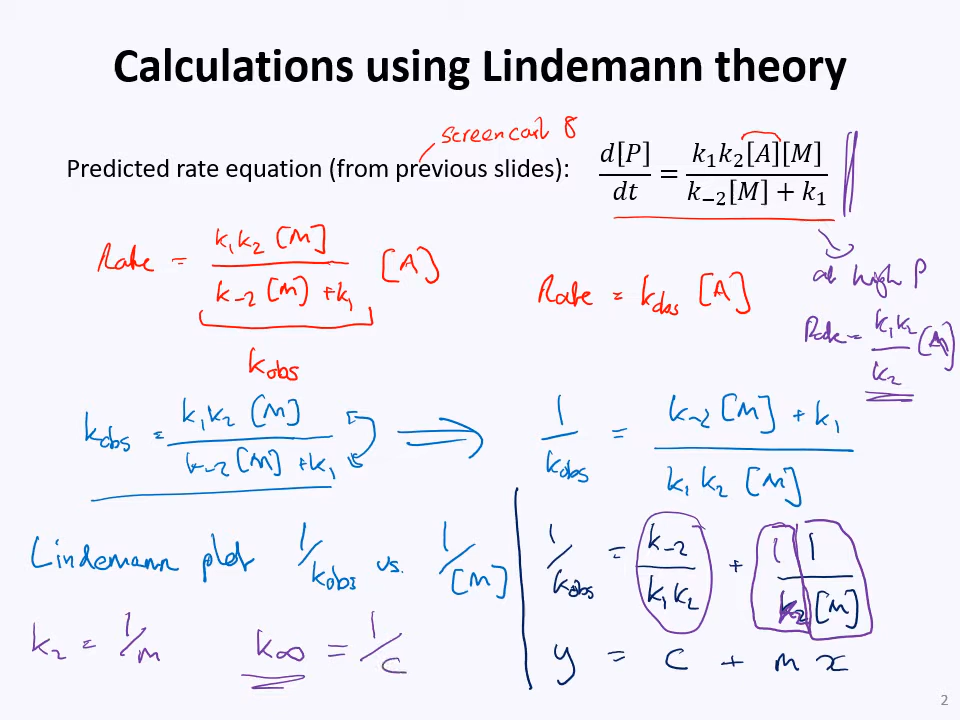 Calculations using Lindemann theory
screencast 8
Predicted rate equation (from previous slides): d[P]/dt = k₁k₂[A][M] / k₋₂[M] + k₁
at high P
Rate = k₁k₂ [M] / k₋₂ [M] + k₁ [A]
Rate = kobs [A]
Rate = k₁k₂ / k₋₂ [A]
kobs
kobs = k₁k₂ [M] / k₋₂ [M] + k₁ ⟹ 1/kobs = k₋₂ [M] + k₁ / k₁ k₂ [M]
Lindemann plot 1/kobs vs. 1/[M]
1/kobs = k₋₂ / k₁k₂ + 1 / k₂ 1 / [M]
k₂ = 1/m k∞ = 1/c
y = c + m x
2